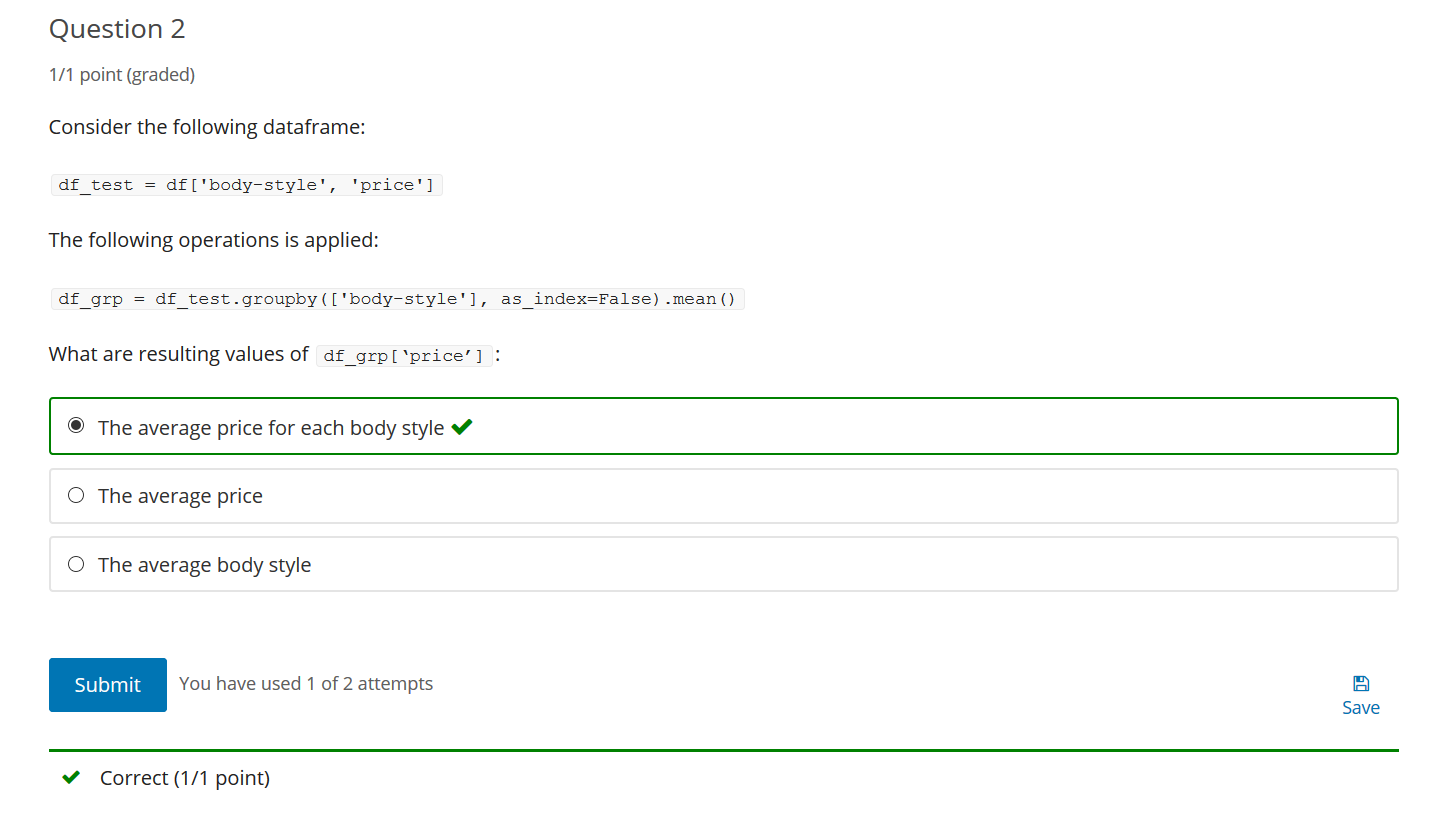 Question 2
1/1 point (graded)
Consider the following dataframe:
df_test = df['body-style', 'price']
The following operations is applied:
df_grp = df_test.groupby(['body-style'], as_index=False).mean()
What are resulting values of df_grp[‘price’]:
The average price for each body style
The average price
The average body style
Submit You have used 1 of 2 attempts
Save
Correct (1/1 point)